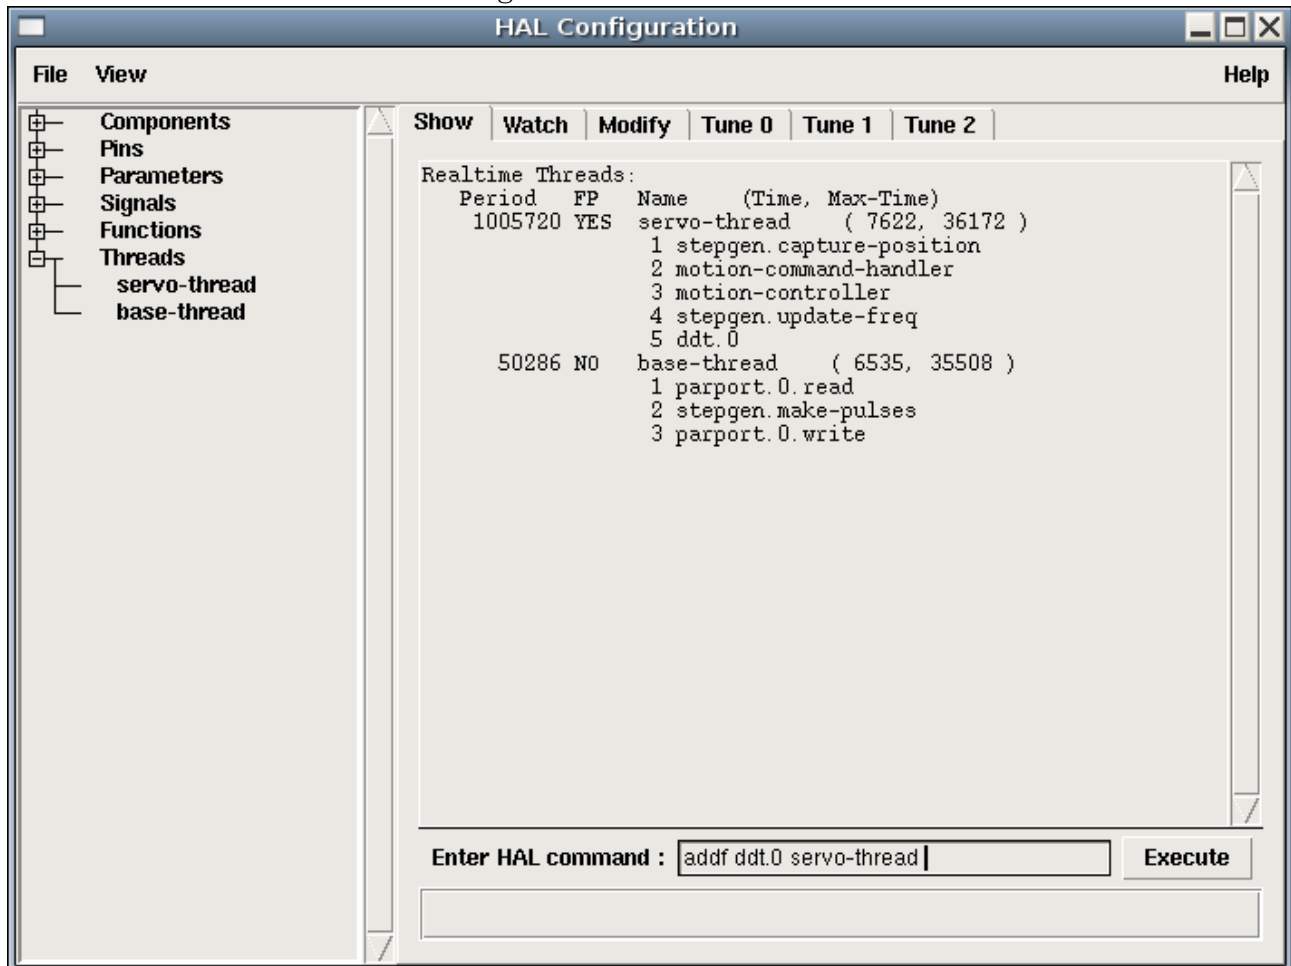 HAL Configuration
File View Help
Components
Pins
Parameters
Signals
Functions
Threads
servo-thread
base-thread
Show Watch Modify Tune 0 Tune 1 Tune 2
Realtime Threads:
Period FP Name (Time, Max-Time)
1005720 YES servo-thread ( 7622, 36172 )
1 stepgen.capture-position
2 motion-command-handler
3 motion-controller
4 stepgen.update-freq
5 ddt.0
50286 NO base-thread ( 6535, 35508 )
1 parport.0.read
2 stepgen.make-pulses
3 parport.0.write
Enter HAL command : addf ddt.0 servo-thread Execute